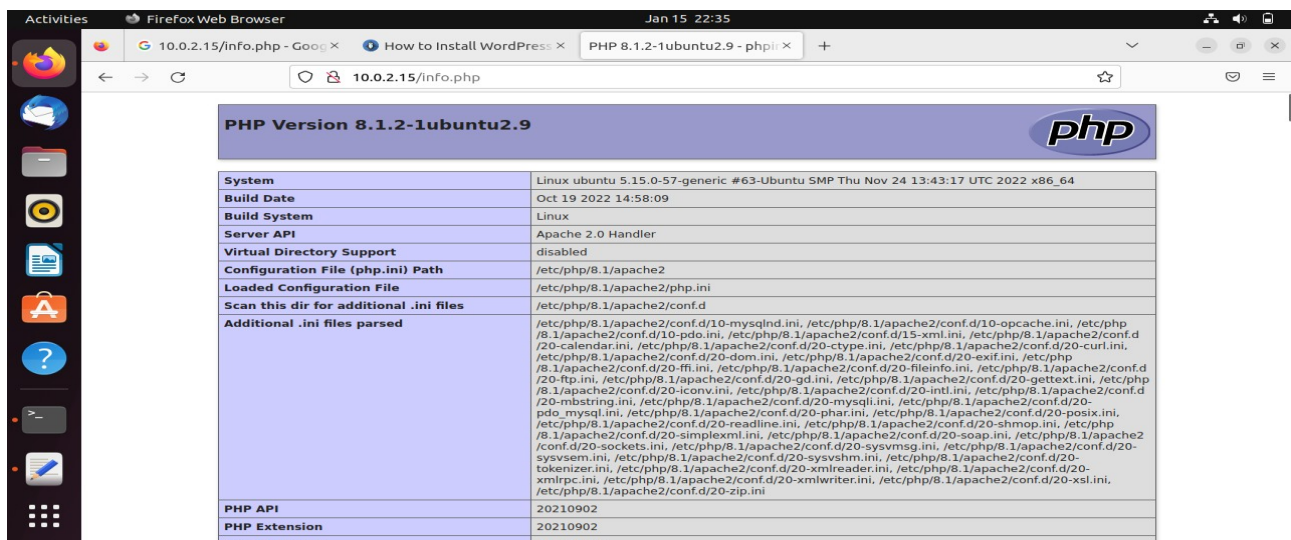 Activities Firefox Web Browser Jan 15 22:35
10.0.2.15/info.php - Goog How to Install WordPress PHP 8.1.2-1ubuntu2.9 - phpin
10.0.2.15/info.php
PHP Version 8.1.2-1ubuntu2.9 php
System Linux ubuntu 5.15.0-57-generic #63-Ubuntu SMP Thu Nov 24 13:43:17 UTC 2022 x86_64
Build Date Oct 19 2022 14:58:09
Build System Linux
Server API Apache 2.0 Handler
Virtual Directory Support disabled
Configuration File (php.ini) Path /etc/php/8.1/apache2
Loaded Configuration File /etc/php/8.1/apache2/php.ini
Scan this dir for additional .ini files /etc/php/8.1/apache2/conf.d
Additional .ini files parsed /etc/php/8.1/apache2/conf.d/10-mysqlnd.ini, /etc/php/8.1/apache2/conf.d/10-opcache.ini, /etc/php
/8.1/apache2/conf.d/10-pdo.ini, /etc/php/8.1/apache2/conf.d/15-xml.ini, /etc/php/8.1/apache2/conf.d
/20-calendar.ini, /etc/php/8.1/apache2/conf.d/20-ctype.ini, /etc/php/8.1/apache2/conf.d/20-curl.ini,
/etc/php/8.1/apache2/conf.d/20-dom.ini, /etc/php/8.1/apache2/conf.d/20-exif.ini, /etc/php
/8.1/apache2/conf.d/20-ffi.ini, /etc/php/8.1/apache2/conf.d/20-fileinfo.ini, /etc/php/8.1/apache2/conf.d
/20-ftp.ini, /etc/php/8.1/apache2/conf.d/20-gd.ini, /etc/php/8.1/apache2/conf.d/20-gettext.ini, /etc/php
/8.1/apache2/conf.d/20-iconv.ini, /etc/php/8.1/apache2/conf.d/20-intl.ini, /etc/php/8.1/apache2/conf.d
/20-mbstring.ini, /etc/php/8.1/apache2/conf.d/20-mysqli.ini, /etc/php/8.1/apache2/conf.d/20-
pdo_mysql.ini, /etc/php/8.1/apache2/conf.d/20-phar.ini, /etc/php/8.1/apache2/conf.d/20-posix.ini,
/etc/php/8.1/apache2/conf.d/20-readline.ini, /etc/php/8.1/apache2/conf.d/20-shmop.ini, /etc/php
/8.1/apache2/conf.d/20-simplexml.ini, /etc/php/8.1/apache2/conf.d/20-soap.ini, /etc/php/8.1/apache2
/conf.d/20-sockets.ini, /etc/php/8.1/apache2/conf.d/20-sysvmsg.ini, /etc/php/8.1/apache2/conf.d/20-
sysvsem.ini, /etc/php/8.1/apache2/conf.d/20-sysvshm.ini, /etc/php/8.1/apache2/conf.d/20-
tokenizer.ini, /etc/php/8.1/apache2/conf.d/20-xmlreader.ini, /etc/php/8.1/apache2/conf.d/20-
xmlrpc.ini, /etc/php/8.1/apache2/conf.d/20-xmlwriter.ini, /etc/php/8.1/apache2/conf.d/20-xsl.ini,
/etc/php/8.1/apache2/conf.d/20-zip.ini
PHP API 20210902
PHP Extension 20210902